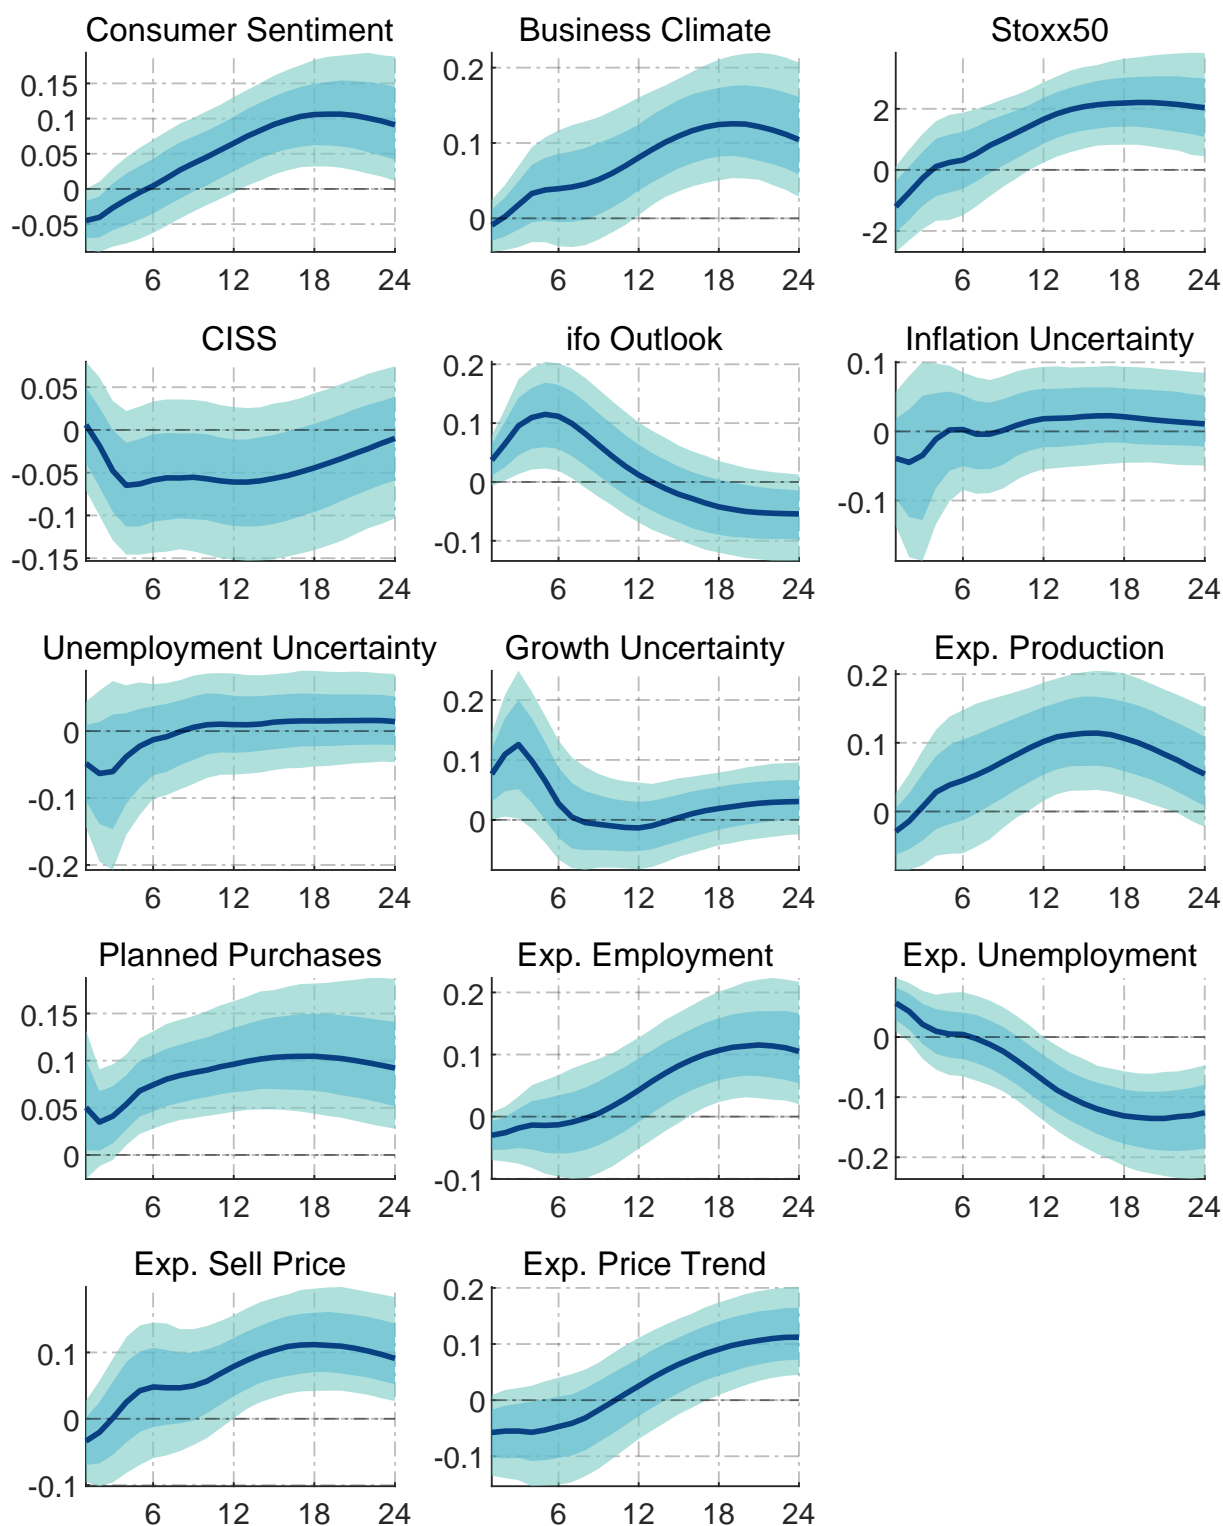 Consumer Sentiment
0.15
0.1
0.05
0
-0.05
6 12 18 24
Business Climate
0.2
0.1
0
6 12 18 24
Stoxx50
2
0
-2
6 12 18 24
CISS
0.05
0
-0.05
-0.1
-0.15
6 12 18 24
ifo Outlook
0.2
0.1
0
-0.1
6 12 18 24
Inflation Uncertainty
0.1
0
-0.1
6 12 18 24
Unemployment Uncertainty
0
-0.1
-0.2
6 12 18 24
Growth Uncertainty
0.2
0.1
0
6 12 18 24
Exp. Production
0.2
0.1
0
6 12 18 24
Planned Purchases
0.15
0.1
0.05
0
6 12 18 24
Exp. Employment
0.2
0.1
0
-0.1
6 12 18 24
Exp. Unemployment
0
-0.1
-0.2
6 12 18 24
Exp. Sell Price
0.1
0
-0.1
6 12 18 24
Exp. Price Trend
0.2
0.1
0
-0.1
6 12 18 24